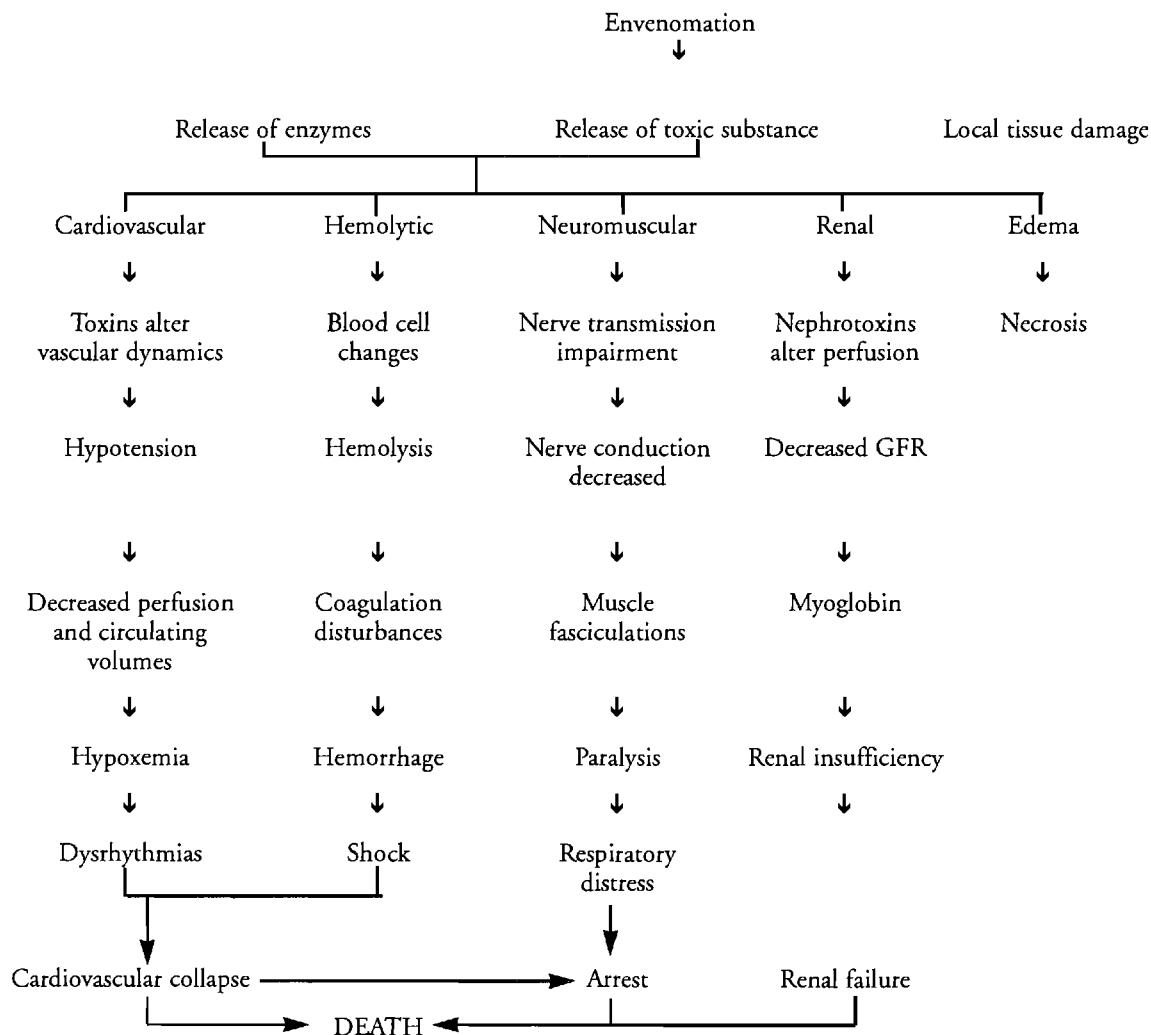 Envenomation
Release of enzymes
Release of toxic substance
Local tissue damage
Cardiovascular
Hemolytic
Neuromuscular
Renal
Edema
Toxins alter
vascular dynamics
Blood cell
changes
Nerve transmission
impairment
Nephrotoxins
alter perfusion
Necrosis
Hypotension
Hemolysis
Nerve conduction
decreased
Decreased GFR
Decreased perfusion
and circulating
volumes
Coagulation
disturbances
Muscle
fasciculations
Myoglobin
Hypoxemia
Hemorrhage
Paralysis
Renal insufficiency
Dysrhythmias
Shock
Respiratory
distress
Cardiovascular collapse
Arrest
Renal failure
DEATH